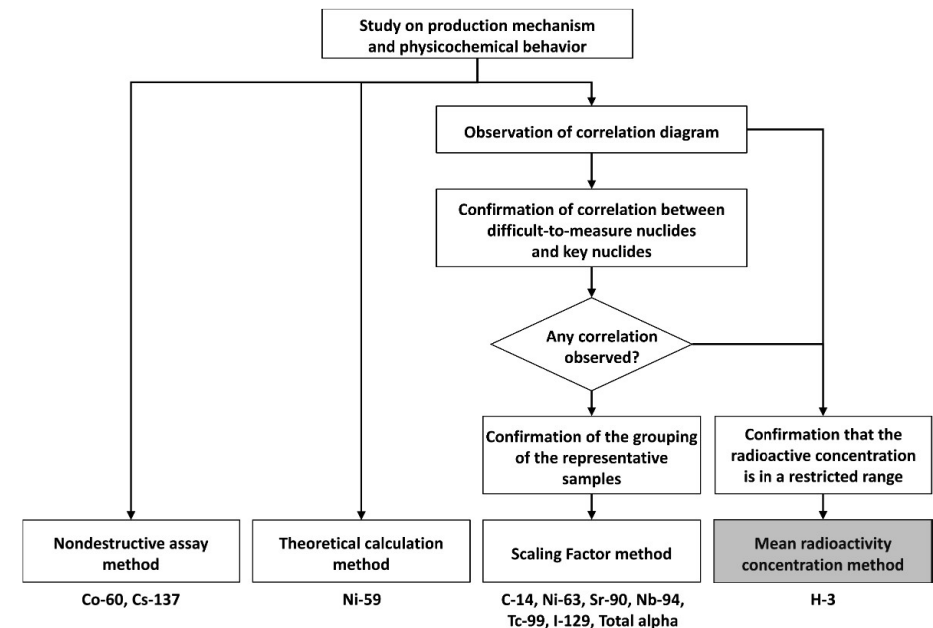 Study on production mechanism
and physicochemical behavior
Observation of correlation diagram
Confirmation of correlation between
difficult-to-measure nuclides
and key nuclides
Any correlation
observed?
Confirmation of the grouping
of the representative
samples
Confirmation that the
radioactive concentration
is in a restricted range
Nondestructive assay
method
Theoretical calculation
method
Scaling Factor method
Mean radioactivity
concentration method
Co-60, Cs-137
Ni-59
C-14, Ni-63, Sr-90, Nb-94,
Tc-99, I-129, Total alpha
H-3